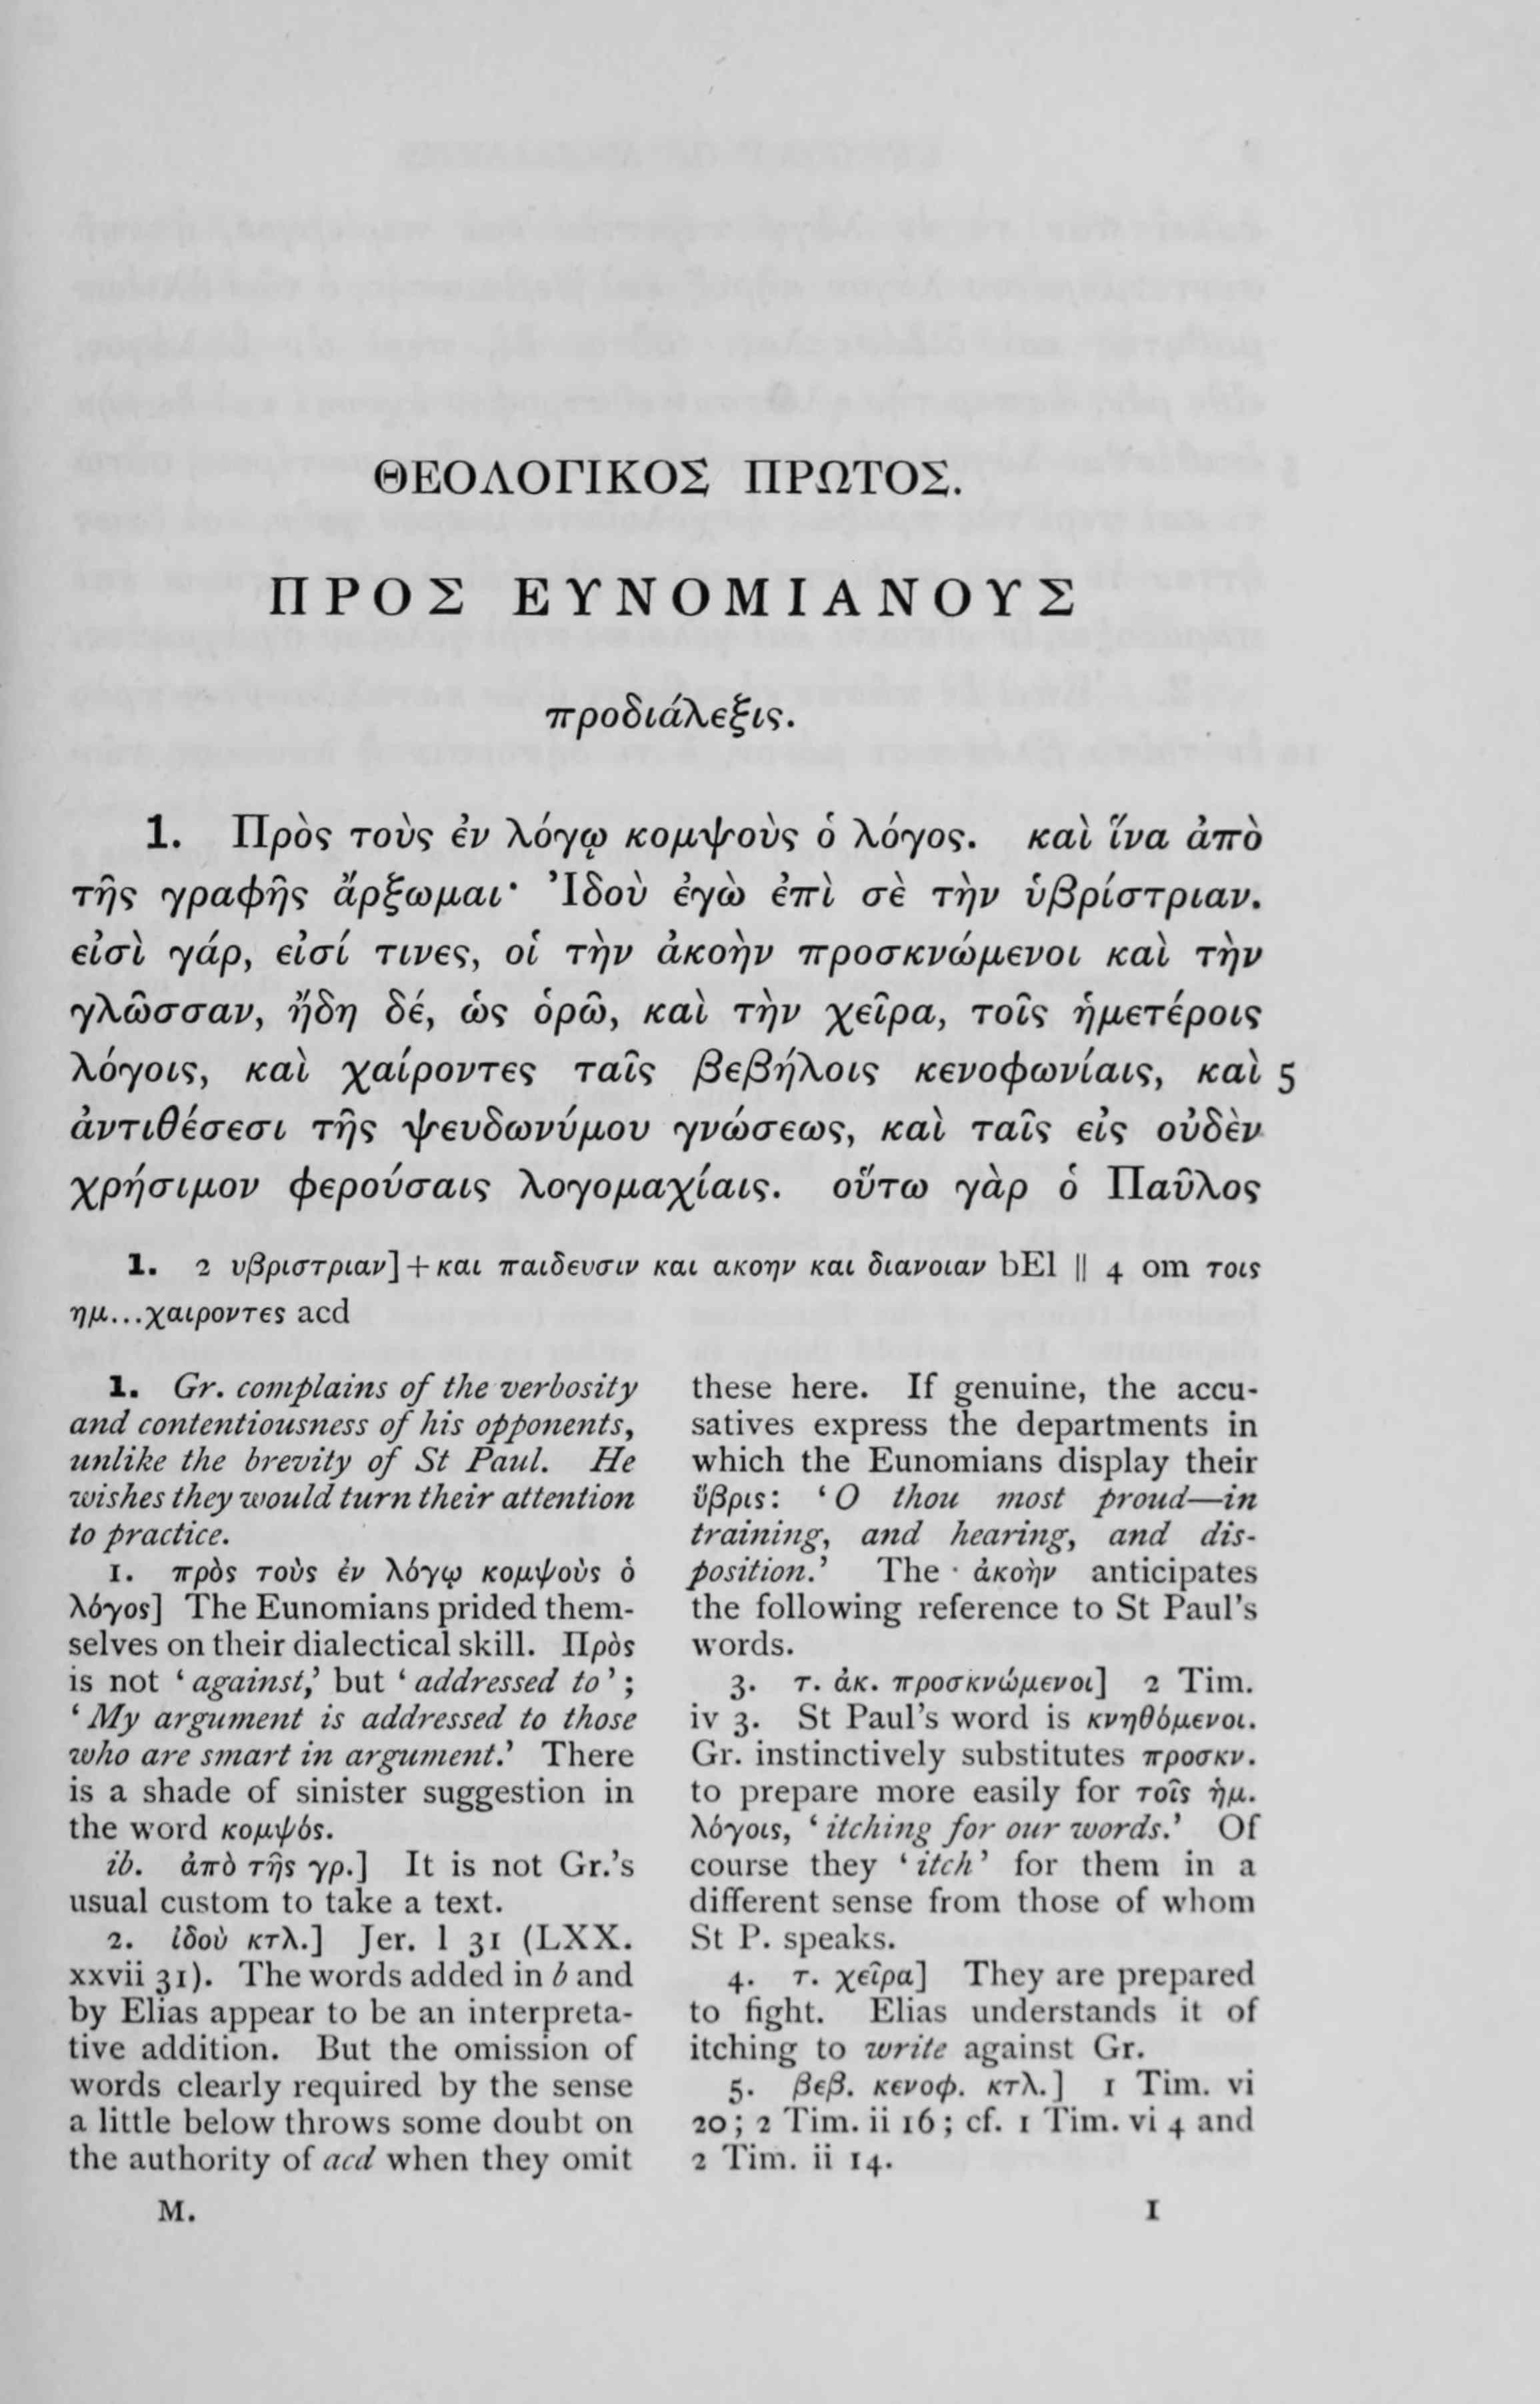 ΘΕΟΛΟΓΙΚΟΣ ΠΡΩΤΟΣ.
ΠΡΟΣ ΕΥΝΟΜΙΑΝΟΥΣ
προδιάλεξις.
1. Πρὸς τοὺς ἐν λόγῳ κομψοὺς ὁ λόγος. καὶ ἵνα ἀπὸ
τῆς γραφῆς ἄρξωμαι· Ἰδοὺ ἐγὼ ἐπὶ σὲ τὴν ὑβρίστριαν.
εἰσὶ γάρ, εἰσί τινες, οἱ τὴν ἀκοὴν προσκνώμενοι καὶ τὴν
γλῶσσαν, ἤδη δέ, ὡς ὁρῶ, καὶ τὴν χεῖρα, τοῖς ἡμετέροις
λόγοις, καὶ χαίροντες ταῖς βεβήλοις κενοφωνίαις, καὶ 5
ἀντιθέσεσι τῆς ψευδωνύμου γνώσεως, καὶ ταῖς εἰς οὐδὲν
χρήσιμον φερούσαις λογομαχίαις. οὕτω γὰρ ὁ Παῦλος
1. 2 υβριστριαν] + και παιδευσιν και ακοην και διανοιαν bEl || 4 om τοις
ημ...χαιροντες acd
1. Gr. complains of the verbosity
and contentiousness of his opponents,
unlike the brevity of St Paul. He
wishes they would turn their attention
to practice.
1. πρὸς τοὺς ἐν λόγῳ κομψοὺς ὁ
λόγος] The Eunomians prided them-
selves on their dialectical skill. Πρὸς
is not ‘against,’ but ‘addressed to’;
‘My argument is addressed to those
who are smart in argument.’ There
is a shade of sinister suggestion in
the word κομψός.
ib. ἀπὸ τῆς γρ.] It is not Gr.’s
usual custom to take a text.
2. ἰδοὺ κτλ.] Jer. l 31 (LXX.
xxvii 31). The words added in b and
by Elias appear to be an interpreta-
tive addition. But the omission of
words clearly required by the sense
a little below throws some doubt on
the authority of acd when they omit
these here. If genuine, the accu-
satives express the departments in
which the Eunomians display their
ὕβρις: ‘O thou most proud—in
training, and hearing, and dis-
position.’ The ἀκοὴν anticipates
the following reference to St Paul’s
words.
3. τ. ἀκ. προσκνώμενοι] 2 Tim.
iv 3. St Paul’s word is κνηθόμενοι.
Gr. instinctively substitutes προσκν.
to prepare more easily for τοῖς ἡμ.
λόγοις, ‘itching for our words.’ Of
course they ‘itch’ for them in a
different sense from those of whom
St P. speaks.
4. τ. χεῖρα] They are prepared
to fight. Elias understands it of
itching to write against Gr.
5. βεβ. κενοφ. κτλ.] 1 Tim. vi
20; 2 Tim. ii 16; cf. 1 Tim. vi 4 and
2 Tim. ii 14.
M. 1